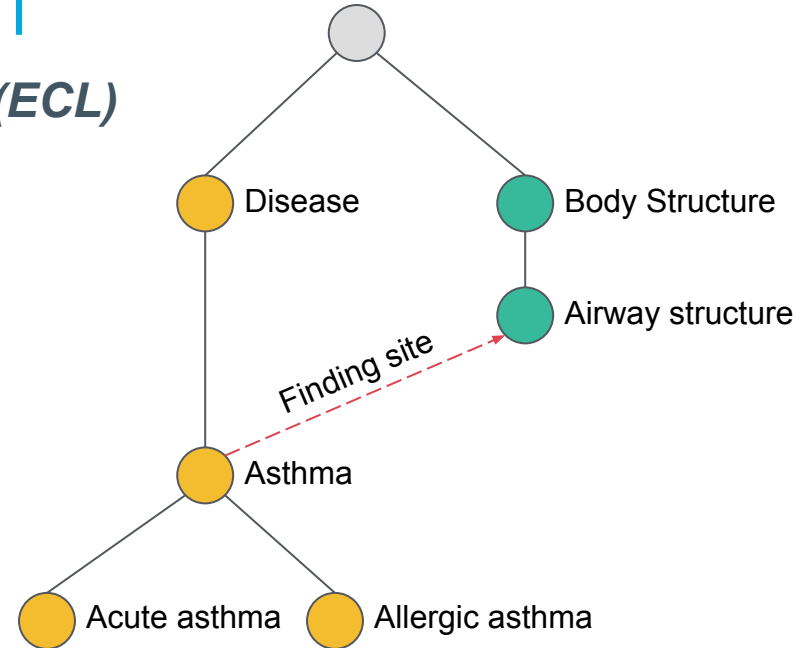 (ECL)
Disease
Body Structure
Airway structure
Finding site
Asthma
Acute asthma
Allergic asthma